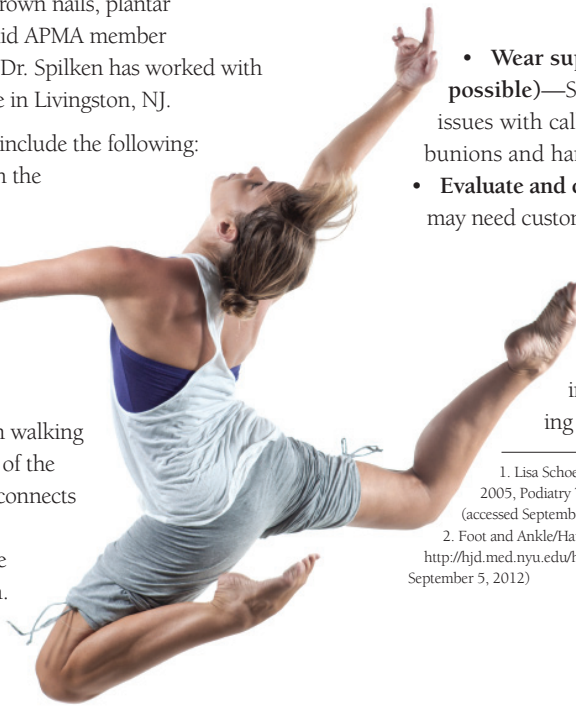 rown nails, plantar
id APMA member
Dr. Spilken has worked with
e in Livingston, NJ.
include the following:
n the
n walking
of the
connects
e
n.
• Wear sup
possible)—S
issues with cal
bunions and ha
• Evaluate and c
may need custor
i
ing
1. Lisa Schoe
2005, Podiatry
(accessed Septemb
2. Foot and Ankle/Ha
http://hjd.med.nyu.edu/h
September 5, 2012)